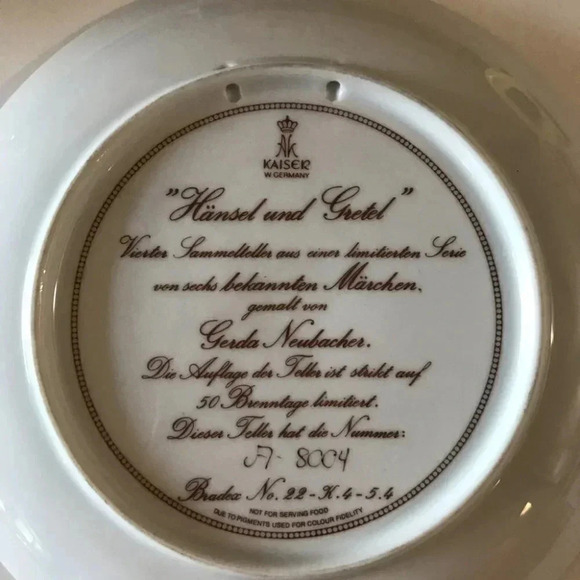 AK
KAISER
W. GERMANY
"Hänsel und Gretel"
Vierter Sammelteller aus einer limitierten Serie
von sechs bekannten Märchen,
gemalt von
Gerda Neubacher.
Die Auflage der Teller ist strikt auf
50 Brenntage limitiert.
Dieser Teller hat die Nummer:
A-8004
Bradex No. 22-K.4-5.4
NOT FOR SERVING FOOD
DUE TO PIGMENTS USED FOR COLOUR FIDELITY